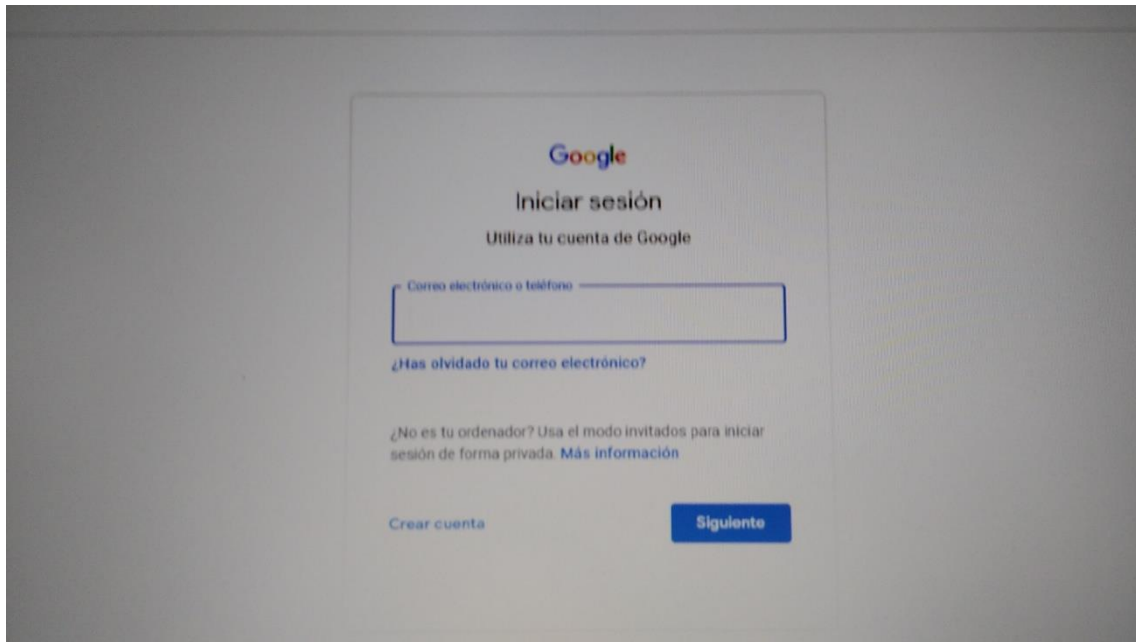 Google
Iniciar sesión
Utiliza tu cuenta de Google
Correo electrónico o teléfono
¿Has olvidado tu correo electrónico?
¿No es tu ordenador? Usa el modo invitados para iniciar
sesión de forma privada. Más información
Crear cuenta
Siguiente